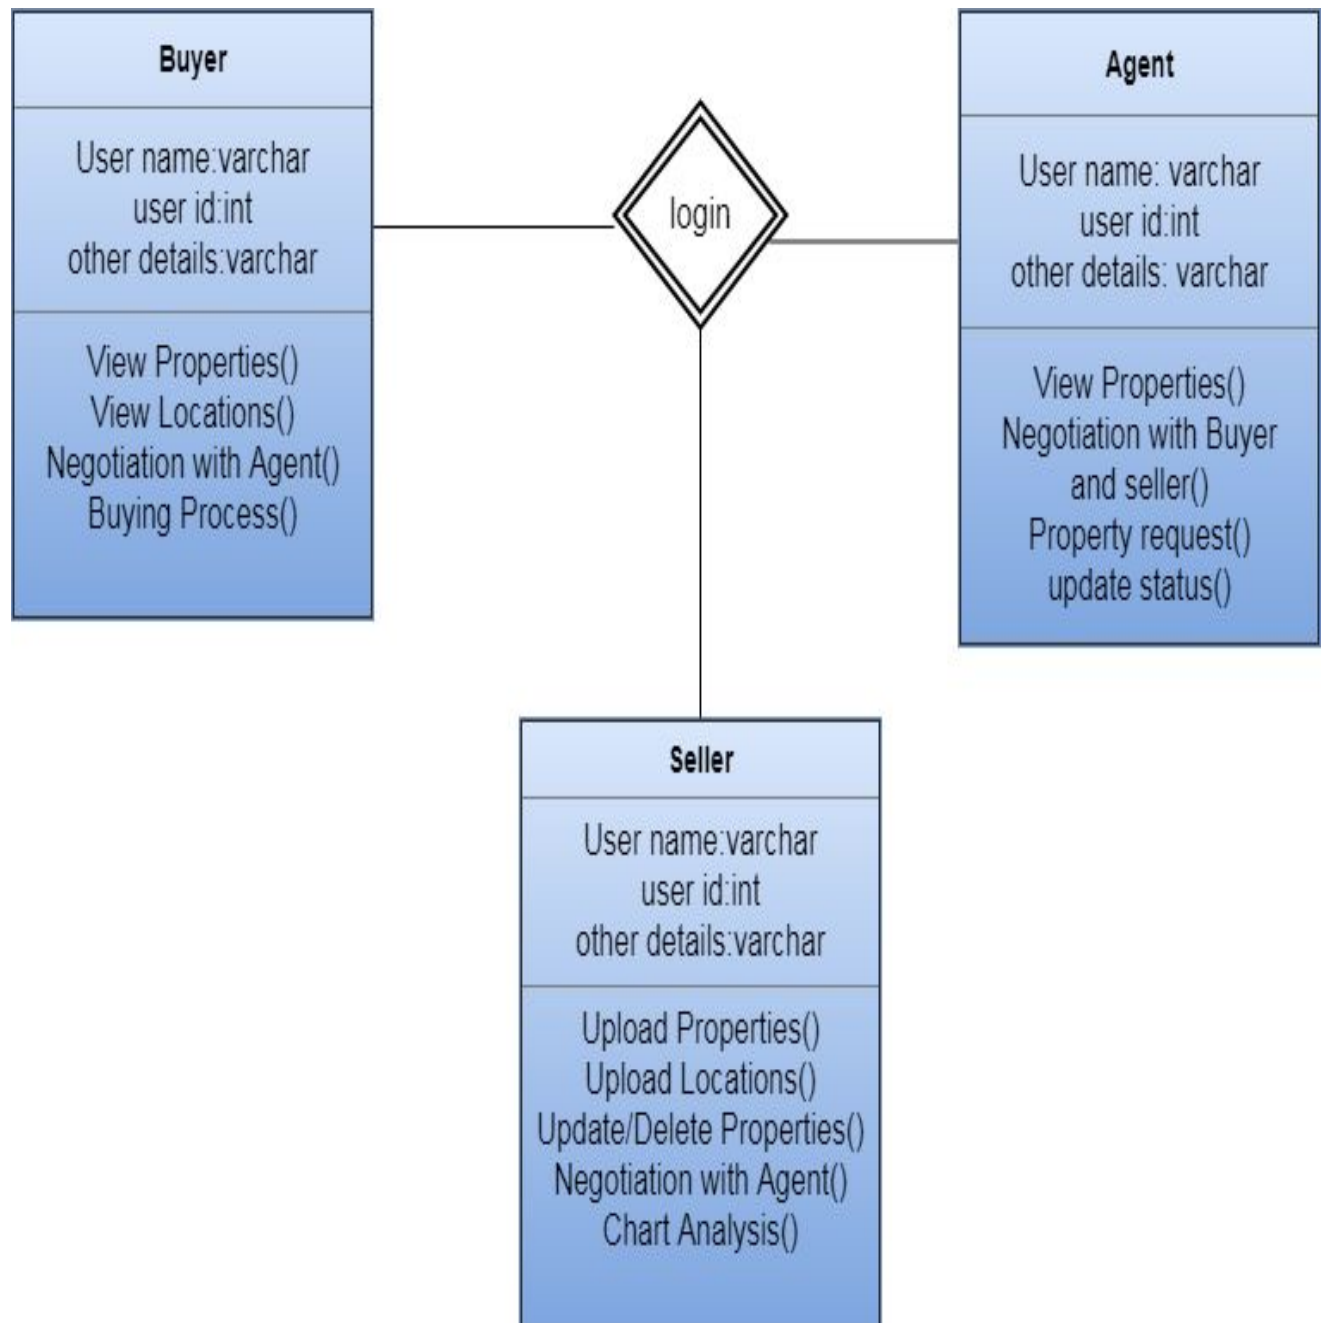 Buyer
User name:varchar
user id:int
other details:varchar
View Properties()
View Locations()
Negotiation with Agent()
Buying Process()
login
Agent
User name: varchar
user id:int
other details: varchar
View Properties()
Negotiation with Buyer
and seller()
Property request()
update status()
Seller
User name:varchar
user id:int
other details:varchar
Upload Properties()
Upload Locations()
Update/Delete Properties()
Negotiation with Agent()
Chart Analysis()